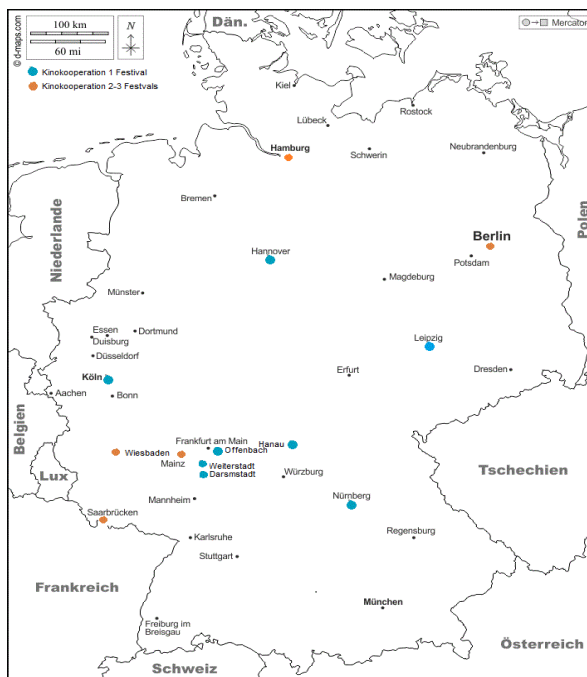 © d-maps.com
100 km
60 mi
N
Dän.
Mercator
Kinokooperation 1 Festival
Kinokooperation 2-3 Festvals
Kiel
Rostock
Lübeck
Hamburg
Schwerin
Neubrandenburg
Bremen
Niederlande
Polen
Berlin
Hannover
Potsdam
Magdeburg
Münster
Essen
Dortmund
Duisburg
Leipzig
Düsseldorf
Köln
Erfurt
Dresden
Aachen
Bonn
Belgien
Frankfurt am Main
Hanau
Wiesbaden
Offenbach
Mainz
Weiterstadt
Lux
Darsmstadt
Würzburg
Tschechien
Mannheim
Nürnberg
Saarbrücken
Karlsruhe
Regensburg
Stuttgart
Frankreich
München
Freiburg im
Breisgau
Österreich
Schweiz